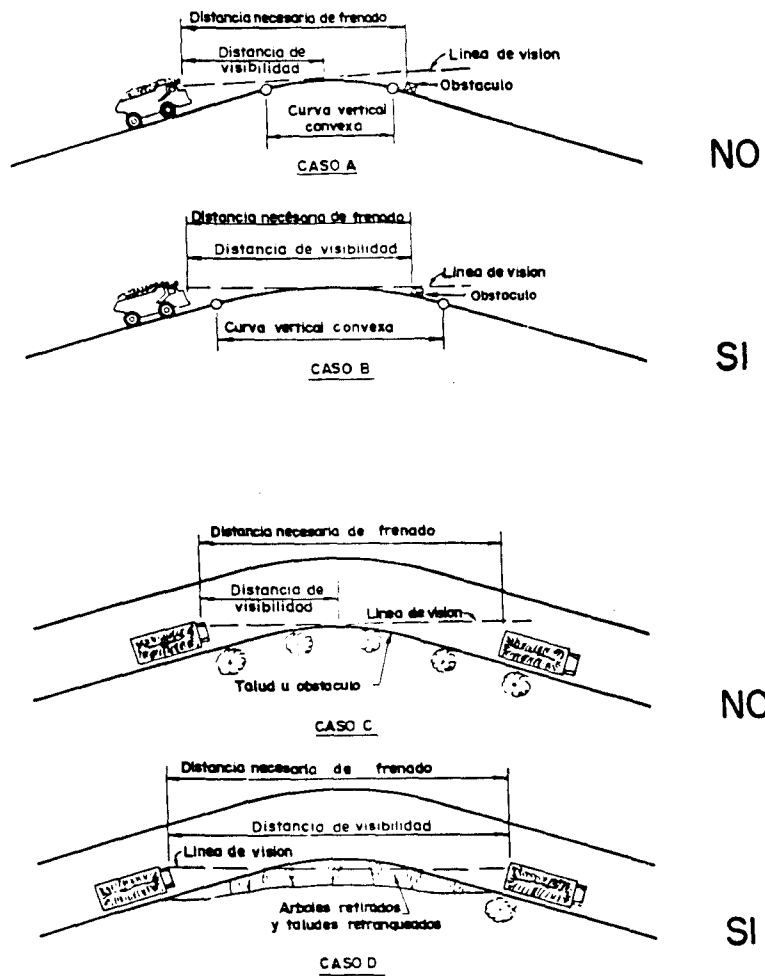 Distancia necesaria de frenado
Distancia de
visibilidad
Linea de vision
Obstaculo
Curva vertical
convexa
CASO A
NO
Distancia necesaria de frenado
Distancia de visibilidad
Linea de vision
Obstaculo
Curva vertical convexa
CASO B
SI
Distancia necesaria de frenado
Distancia de
visibilidad
Linea de vision
Talud u obstaculo
CASO C
NO
Distancia necesaria de frenado
Distancia de visibilidad
Linea de vision
Arboles retirados
y taludes retranqueados
CASO D
SI